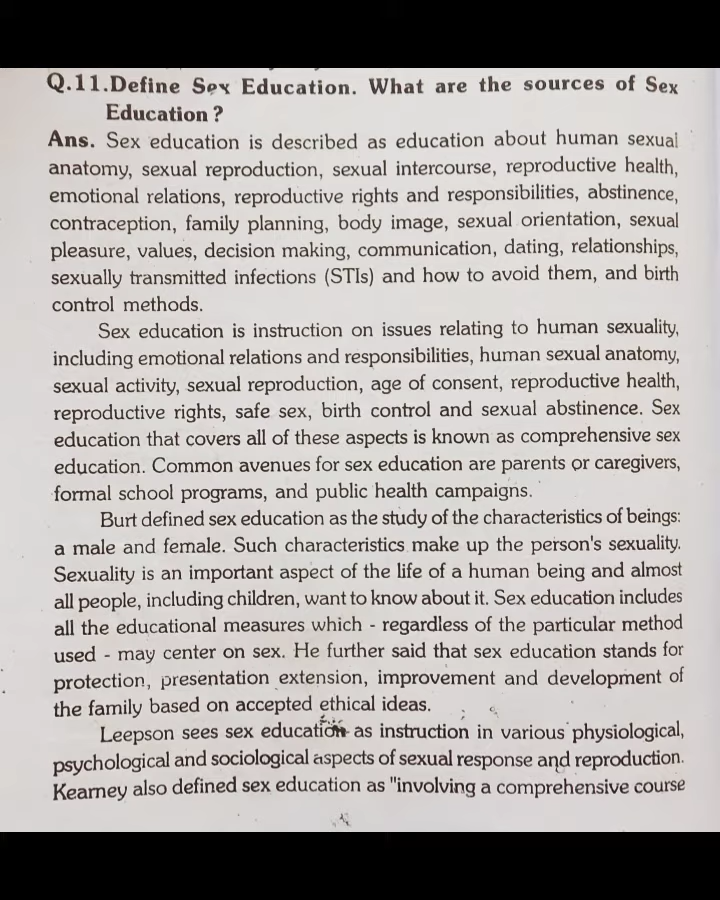 Q.11.Define Sex Education. What are the sources of Sex
Education ?
Ans. Sex education is described as education about human sexual
anatomy, sexual reproduction, sexual intercourse, reproductive health,
emotional relations, reproductive rights and responsibilities, abstinence,
contraception, family planning, body image, sexual orientation, sexual
pleasure, values, decision making, communication, dating, relationships,
sexually transmitted infections (STIs) and how to avoid them, and birth
control methods.
Sex education is instruction on issues relating to human sexuality,
including emotional relations and responsibilities, human sexual anatomy,
sexual activity, sexual reproduction, age of consent, reproductive health,
reproductive rights, safe sex, birth control and sexual abstinence. Sex
education that covers all of these aspects is known as comprehensive sex
education. Common avenues for sex education are parents or caregivers,
formal school programs, and public health campaigns.
Burt defined sex education as the study of the characteristics of beings:
a male and female. Such characteristics make up the person's sexuality.
Sexuality is an important aspect of the life of a human being and almost
all people, including children, want to know about it. Sex education includes
all the educational measures which - regardless of the particular method
used - may center on sex. He further said that sex education stands for
protection, presentation extension, improvement and development of
the family based on accepted ethical ideas.
Leepson sees sex education as instruction in various physiological,
psychological and sociological aspects of sexual response and reproduction.
Kearney also defined sex education as "involving a comprehensive course